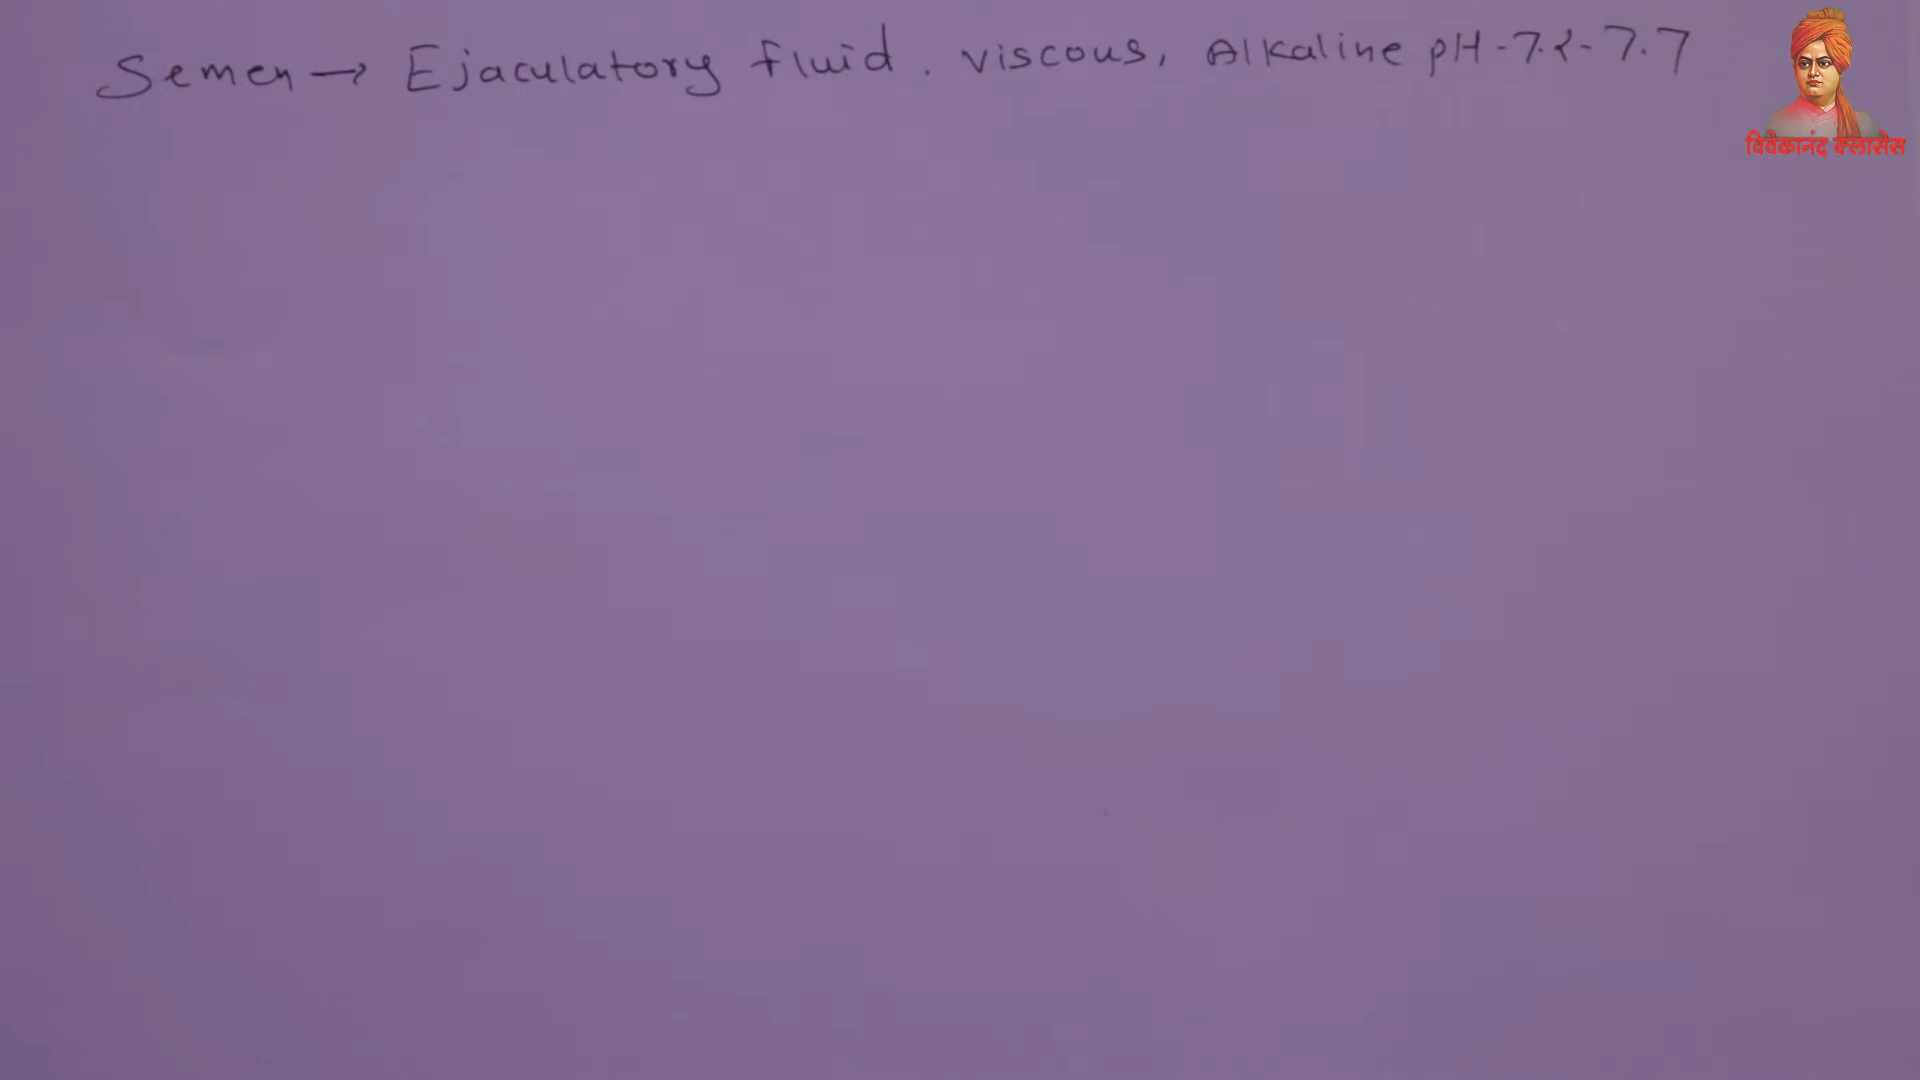 Semen → Ejaculatory fluid. viscous, Alkaline pH - 7.2 - 7.7
विवेकानंद क्लासेस